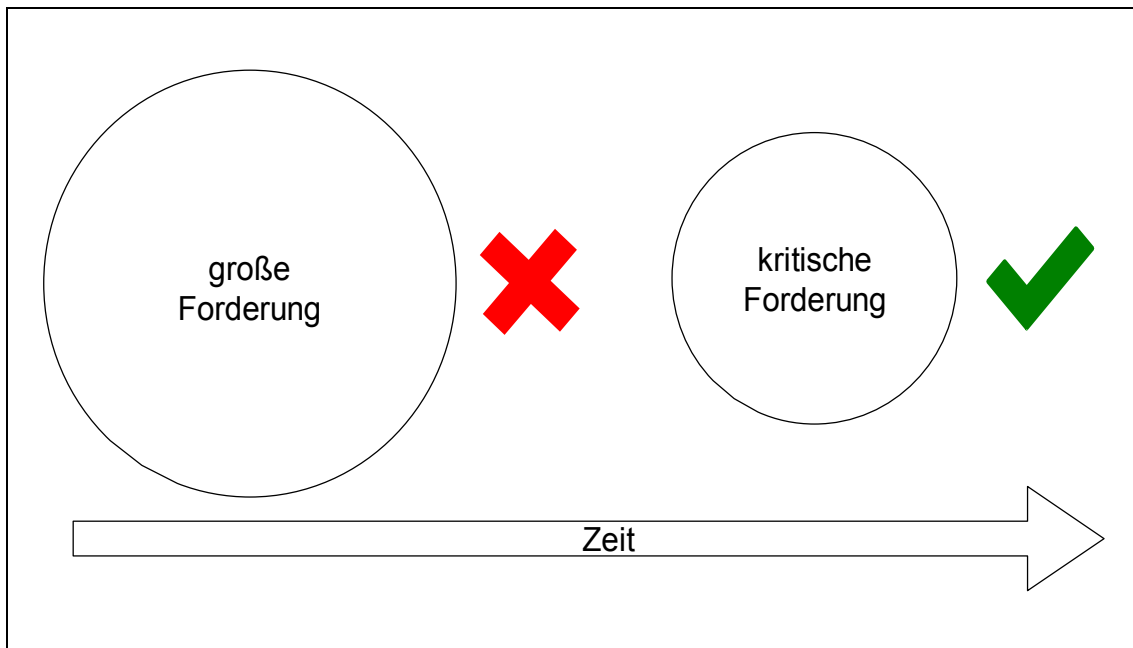 große
Forderung
kritische
Forderung
Zeit